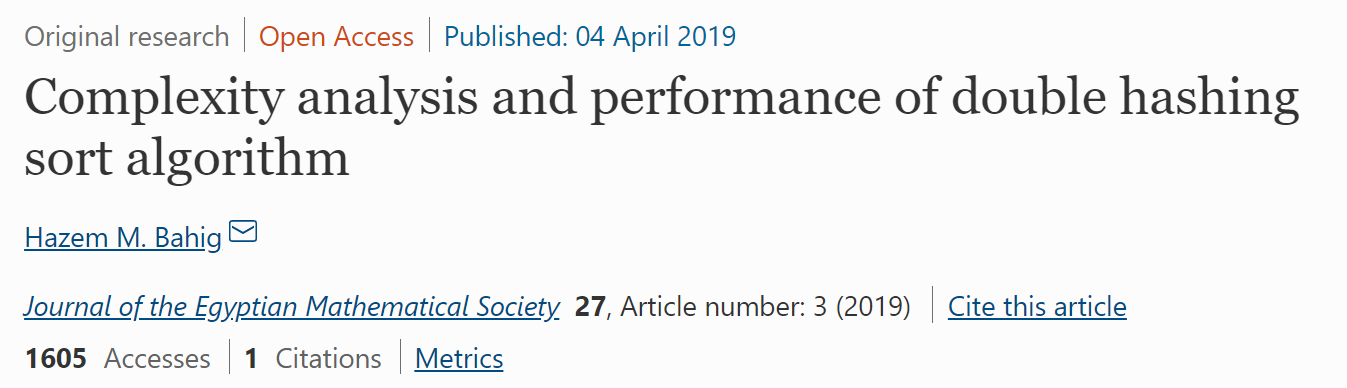 Original research Open Access Published: 04 April 2019
Complexity analysis and performance of double hashing
sort algorithm
Hazem M. Bahig
Journal of the Egyptian Mathematical Society 27, Article number: 3 (2019) Cite this article
1605 Accesses 1 Citations Metrics